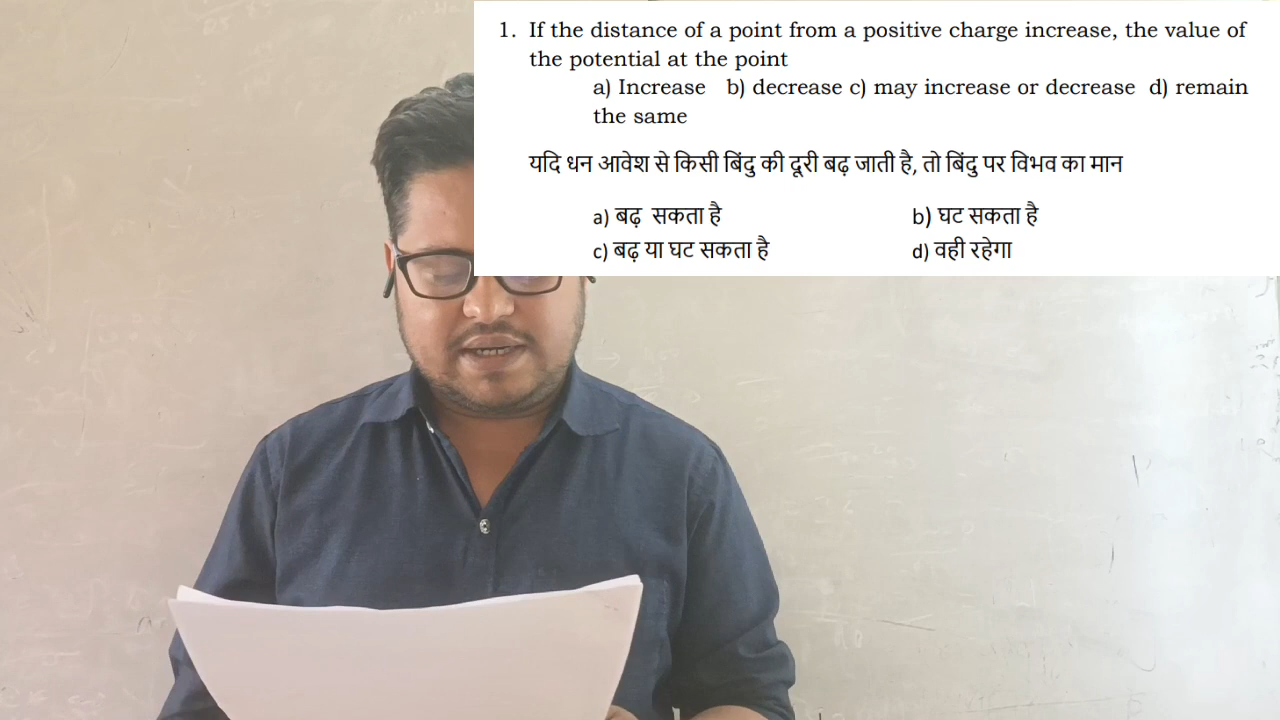 1. If the distance of a point from a positive charge increase, the value of
the potential at the point
a) Increase b) decrease c) may increase or decrease d) remain
the same
यदि धन आवेश से किसी बिंदु की दूरी बढ़ जाती है, तो बिंदु पर विभव का मान
a) बढ़ सकता है b) घट सकता है
c) बढ़ या घट सकता है d) वही रहेगा